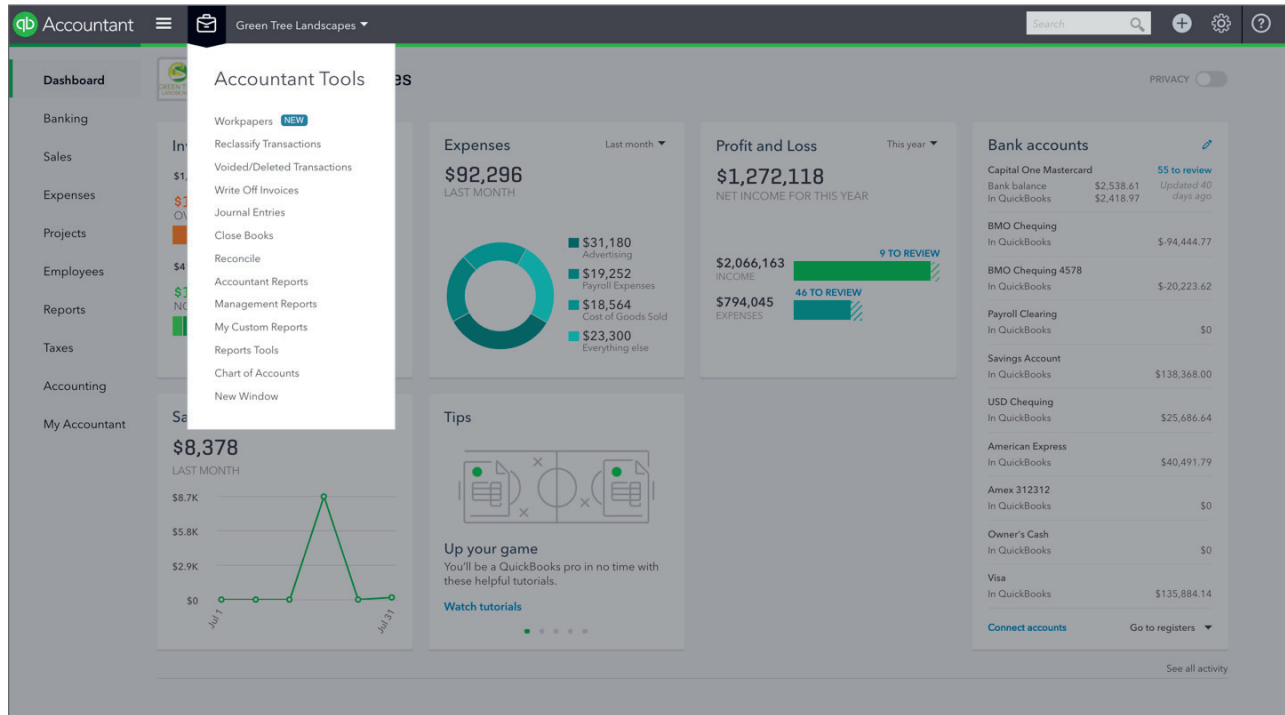 qb Accountant
Green Tree Landscapes
Search
Dashboard
Banking
Sales
Expenses
Projects
Employees
Reports
Taxes
Accounting
My Accountant
Accountant Tools
Workpapers NEW
Reclassify Transactions
Voided/Deleted Transactions
Write Off Invoices
Journal Entries
Close Books
Reconcile
Accountant Reports
Management Reports
My Custom Reports
Reports Tools
Chart of Accounts
New Window
PRIVACY
Expenses
Last month
$92,296
LAST MONTH
$31,180
Advertising
$19,252
Payroll Expenses
$18,564
Cost of Goods Sold
$23,300
Everything else
Profit and Loss
This year
$1,272,118
NET INCOME FOR THIS YEAR
9 TO REVIEW
$2,066,163
INCOME
46 TO REVIEW
$794,045
EXPENSES
Bank accounts
Capital One Mastercard 55 to review
Bank balance $2,538.61 Updated 40
In QuickBooks $2,418.97 days ago
BMO Chequing
In QuickBooks $-94,444.77
BMO Chequing 4578
In QuickBooks $-20,223.62
Payroll Clearing
In QuickBooks $0
Savings Account
In QuickBooks $138,368.00
USD Chequing
In QuickBooks $25,686.64
American Express
In QuickBooks $40,491.79
Amex 312312
In QuickBooks $0
Owner's Cash
In QuickBooks $0
Visa
In QuickBooks $135,884.14
Connect accounts Go to registers
$8,378
LAST MONTH
$8.7K
$5.8K
$2.9K
$0
Jul 1
Jul 31
Tips
Up your game
You'll be a QuickBooks pro in no time with
these helpful tutorials.
Watch tutorials
See all activity